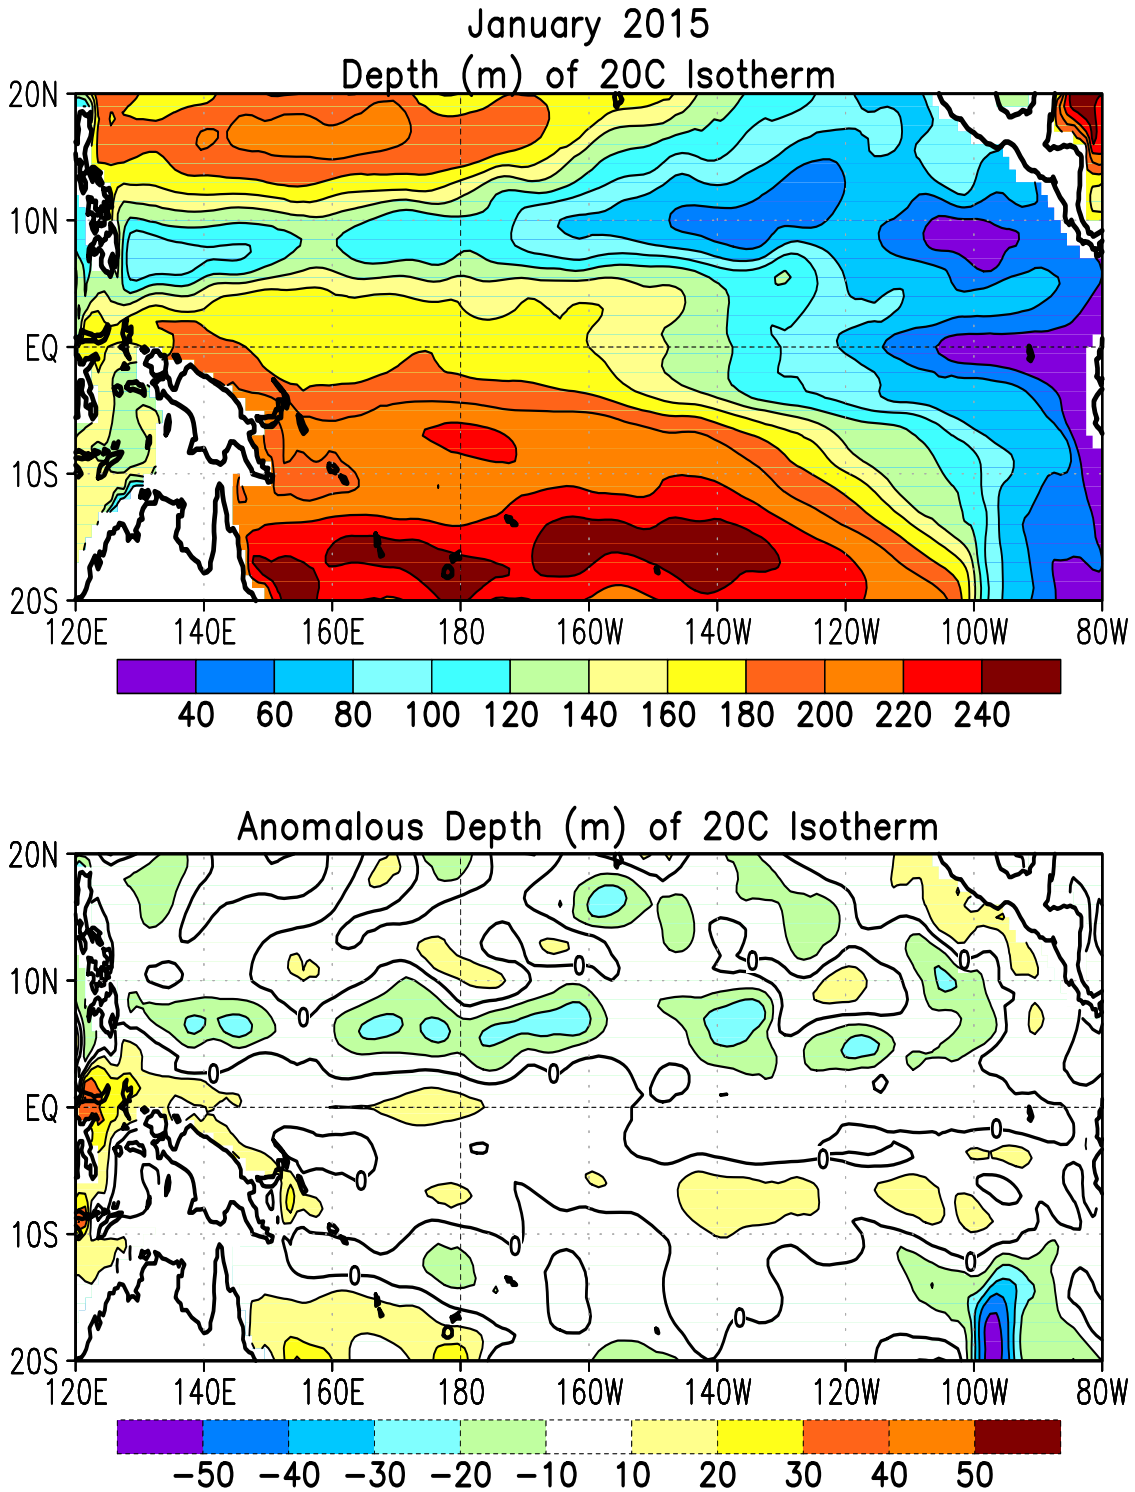 January 2015
Depth (m) of 20C Isotherm
20N
10N
EQ
10S
20S
120E 140E 160E 180 160W 140W 120W 100W 80W
40 60 80 100 120 140 160 180 200 220 240
Anomalous Depth (m) of 20C Isotherm
20N
0 0
10N 0
0
0 0
EQ
0
0
0
10S
0
0
0
0
20S
120E 140E 160E 180 160W 140W 120W 100W 80W
-50 -40 -30 -20 -10 10 20 30 40 50